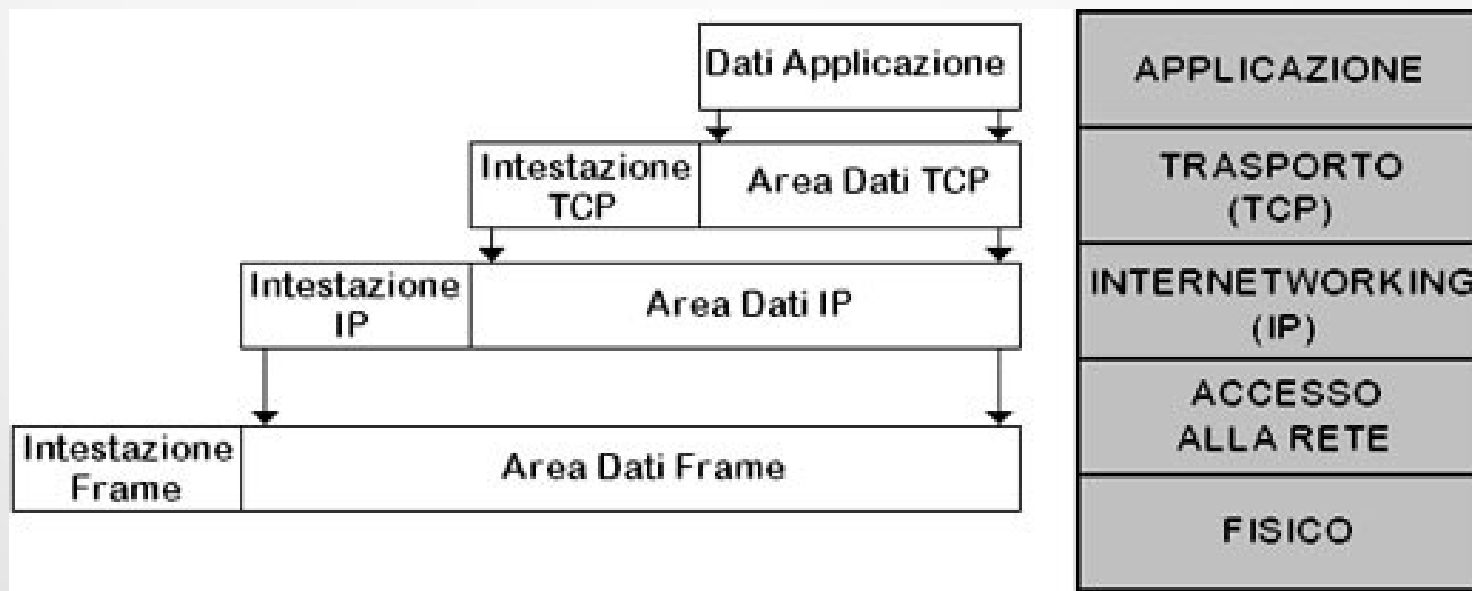 Dati Applicazione
Intestazione
TCP
Area Dati TCP
Intestazione
IP
Area Dati IP
Intestazione
Frame
Area Dati Frame
APPLICAZIONE
TRASPORTO
(TCP)
INTERNETWORKING
(IP)
ACCESSO
ALLA RETE
FISICO